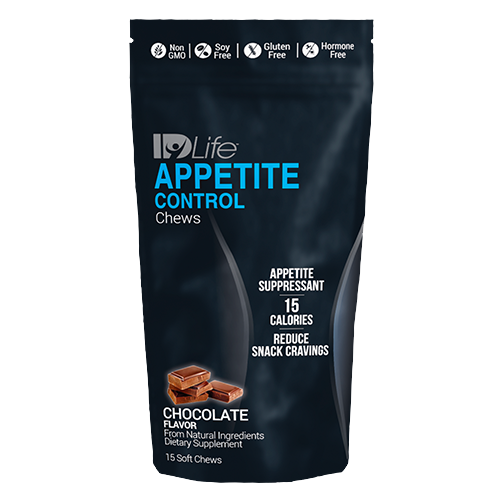 Non GMO
Soy Free
Gluten Free
Hormone Free
IDLife
APPETITE
CONTROL
Chews
APPETITE
SUPPRESSANT
15
CALORIES
REDUCE
SNACK CRAVINGS
CHOCOLATE
FLAVOR
From Natural Ingredients
Dietary Supplement
15 Soft Chews